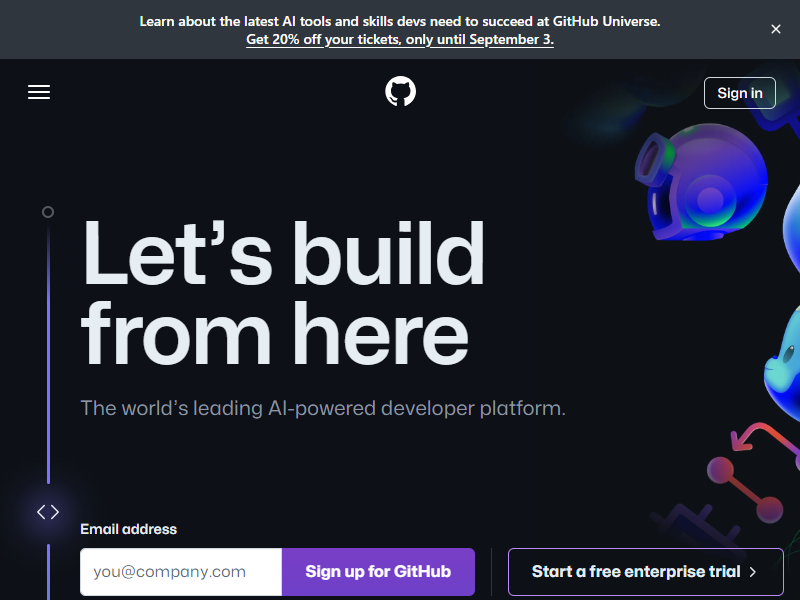 Learn about the latest AI tools and skills devs need to succeed at GitHub Universe.
Get 20% off your tickets, only until September 3.
Sign in
Let’s build
from here
The world’s leading AI-powered developer platform.
Email address
you@company.com
Sign up for GitHub
Start a free enterprise trial